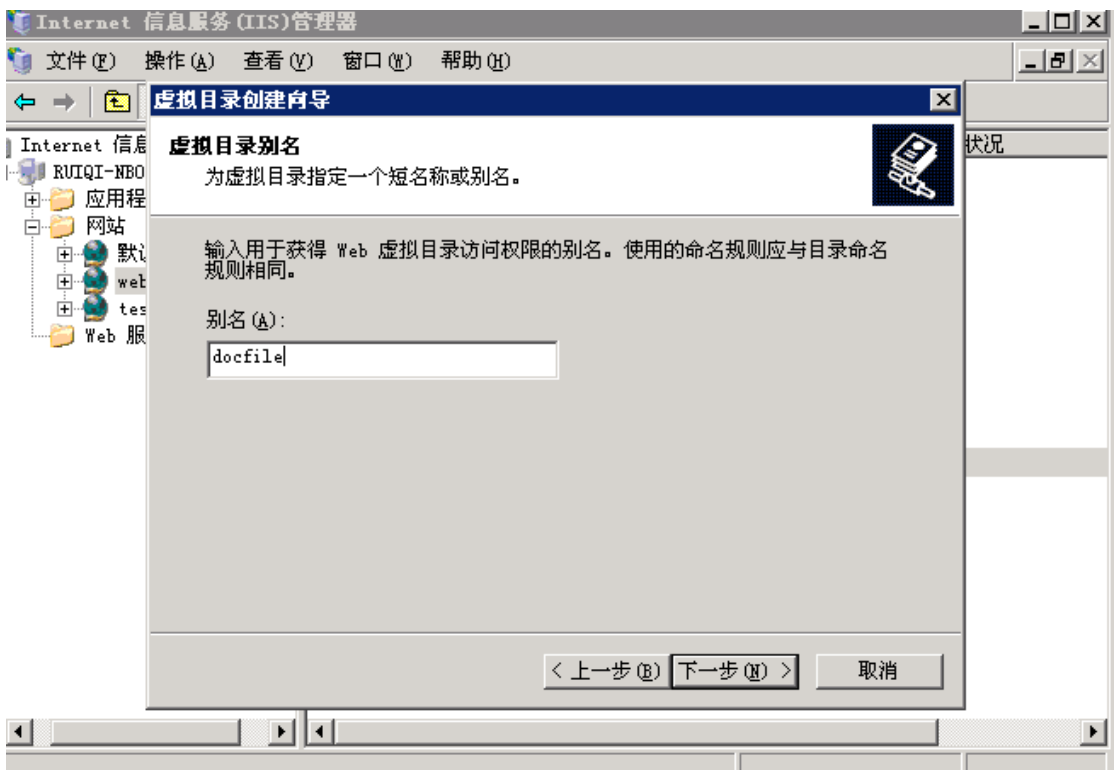 Internet 信息服务(IIS)管理器
文件(F) 操作(A) 查看(V) 窗口(W) 帮助(H)
虚拟目录创建向导
Internet 信息
状况
虚拟目录别名
为虚拟目录指定一个短名称或别名。
RUIQI-NBO
应用程
网站
默认
web
tes
Web 服
输入用于获得 Web 虚拟目录访问权限的别名。使用的命名规则应与目录命名
规则相同。
别名(A):
docfile
< 上一步(B)
下一步(N) >
取消